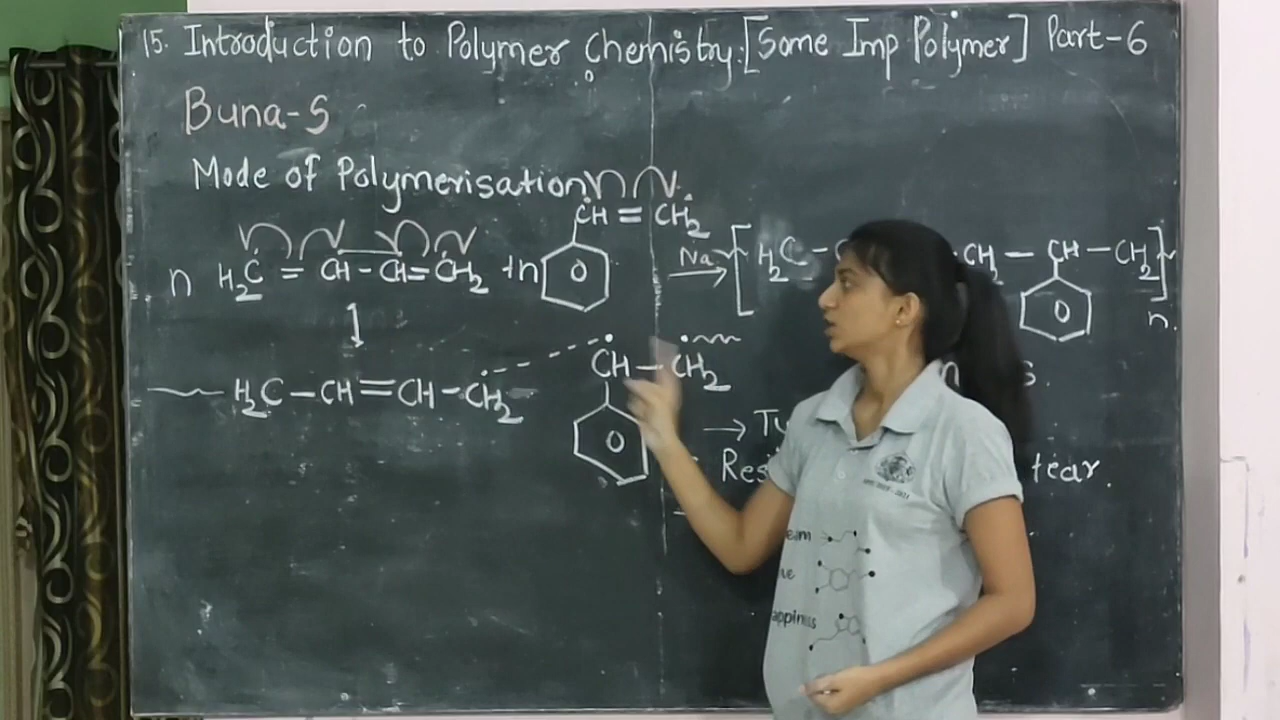 15. Introduction to Polymer Chemistry:[Some Imp Polymer] Part-6
Buna-S
Mode of Polymerisation
CH = CH2
n H2C = CH - CH = CH2 + n
Na
H2C - CH2 - CH - CH2
n.
CH - CH2
H2C - CH = CH - CH2
s.
tear.